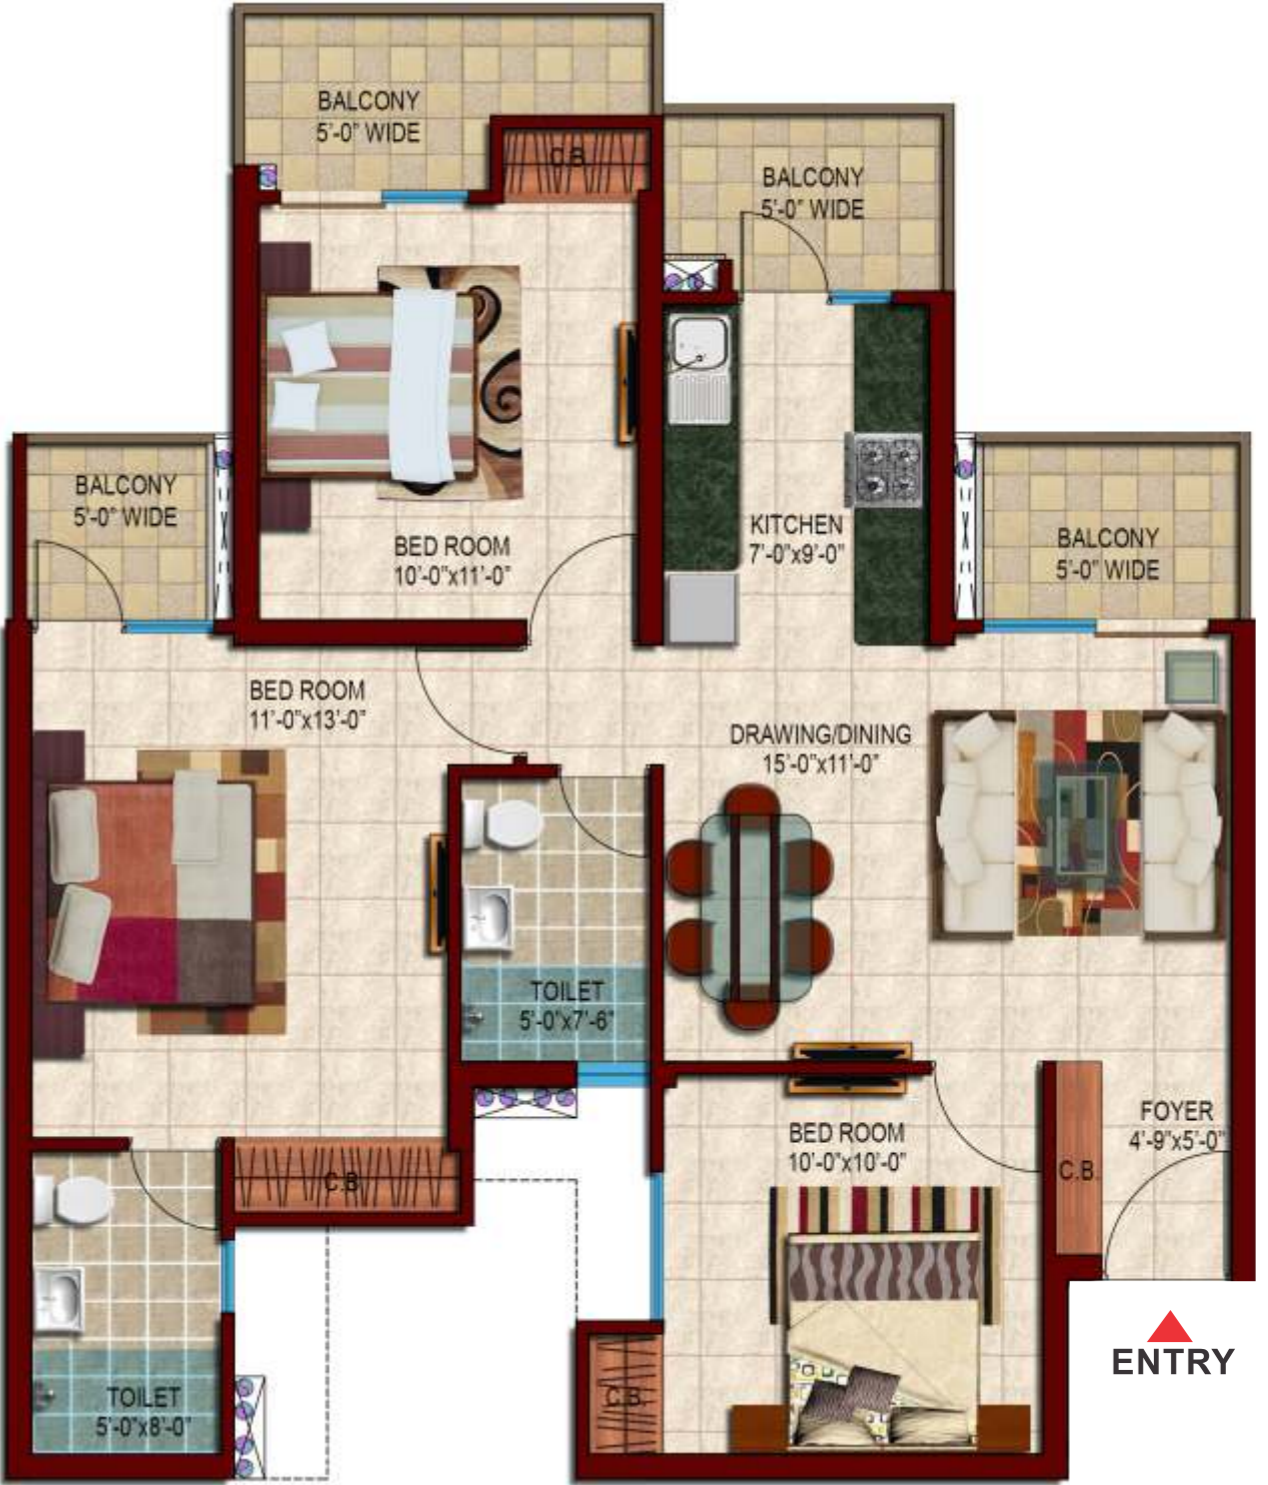 BALCONY
5'-0" WIDE
C.B.
BALCONY
5'-0" WIDE
BALCONY
5'-0" WIDE
BED ROOM
10'-0"x11'-0"
KITCHEN
7'-0"x9'-0"
BALCONY
5'-0" WIDE
BED ROOM
11'-0"x13'-0"
DRAWING/DINING
15'-0"x11'-0"
TOILET
5'-0"x7'-6"
BED ROOM
10'-0"x10'-0"
FOYER
4'-9"x5'-0"
C.B.
C.B.
C.B.
TOILET
5'-0"x8'-0"
ENTRY